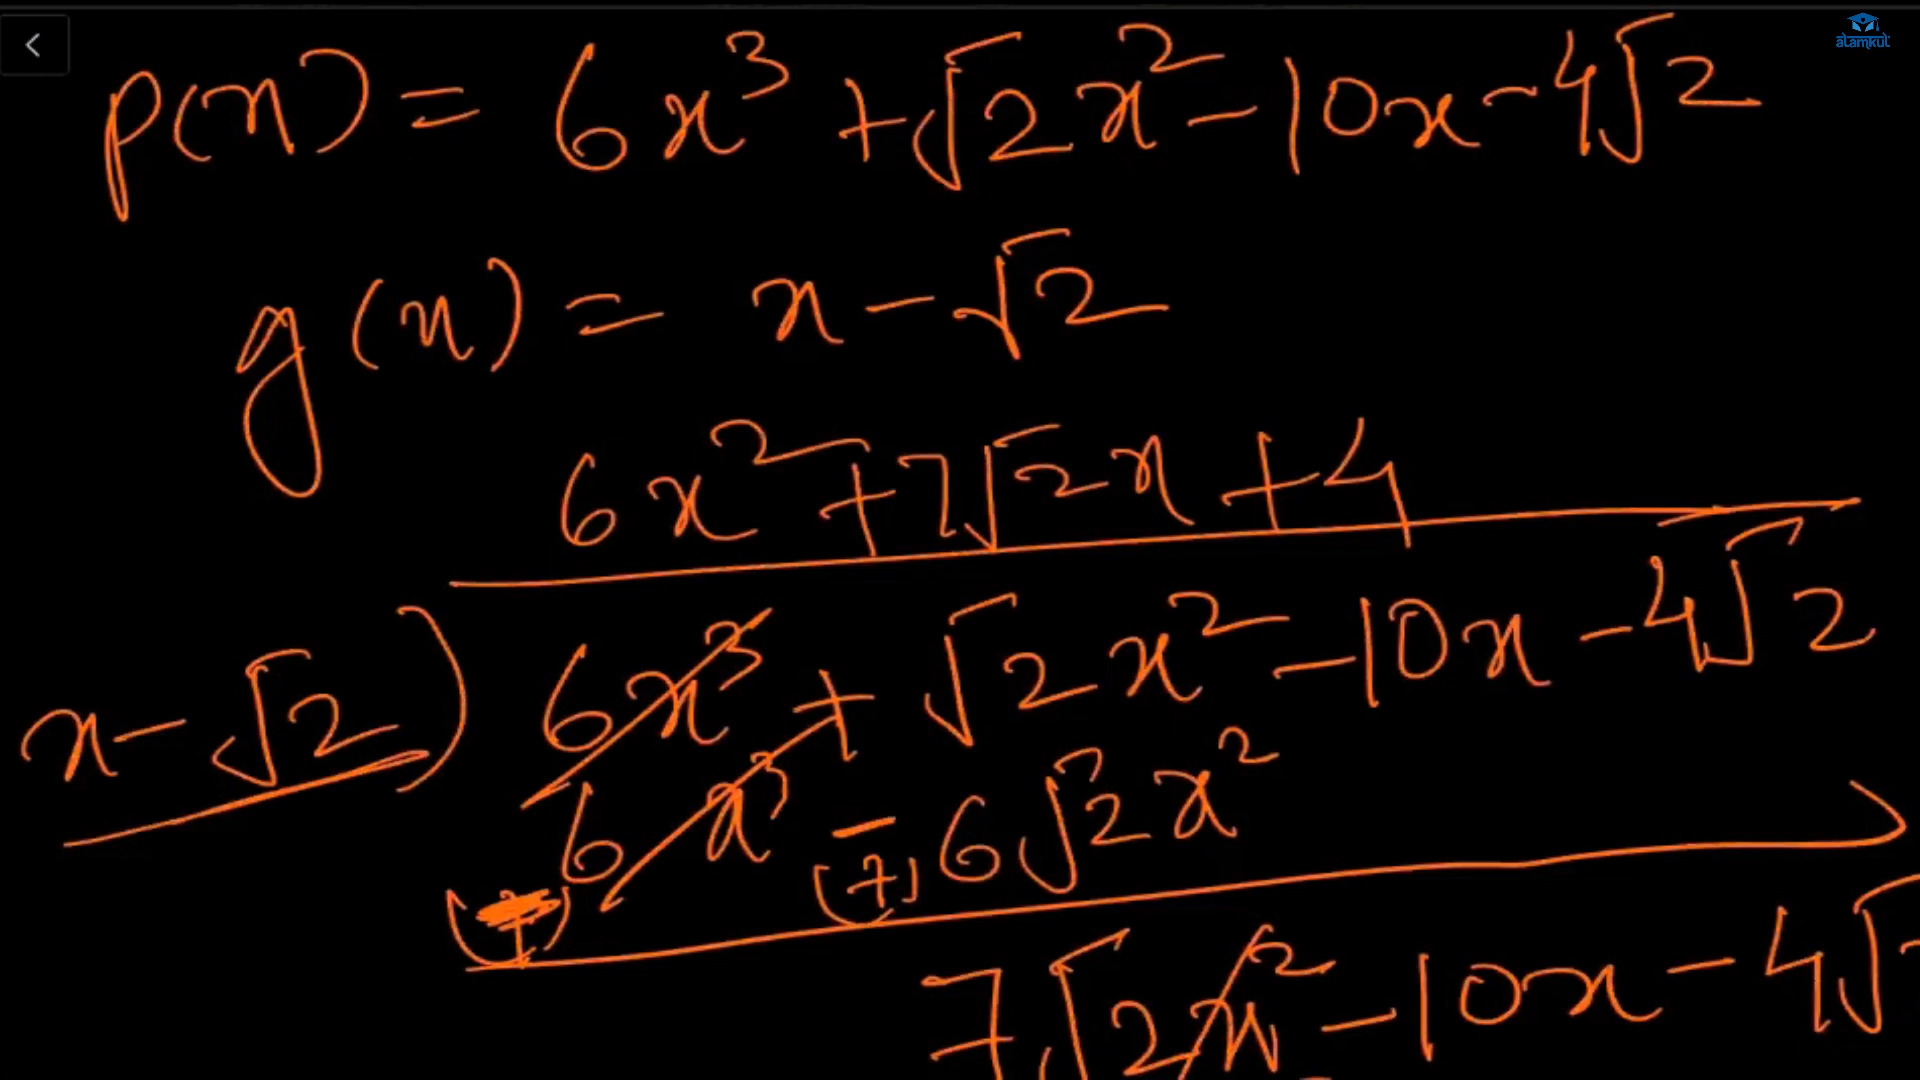 alamkul
p(x) = 6x³ + √2x² - 10x - 4√2
g(x) = x - √2
6x² + 7√2x + 4
x - √2 ) 6x³ + √2x² - 10x - 4√2
6x³ - 6√2x²
(+)
7√2x² - 10x - 4√